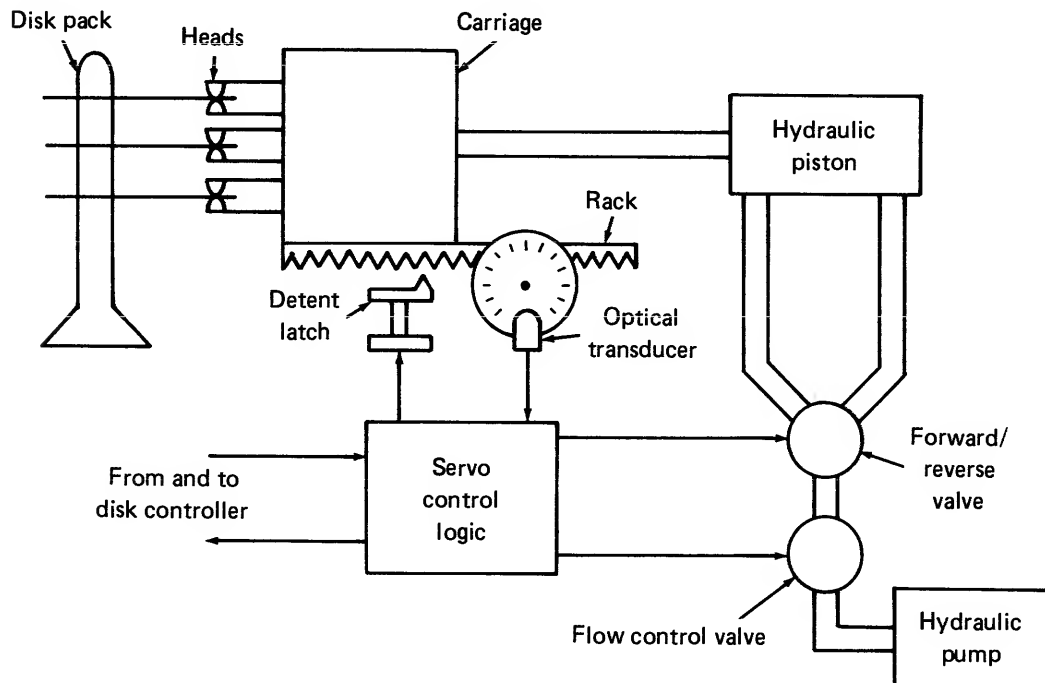 Disk pack
Heads
Carriage
Hydraulic
piston
Rack
Detent
latch
Optical
transducer
From and to
disk controller
Servo
control
logic
Forward/
reverse
valve
Flow control valve
Hydraulic
pump